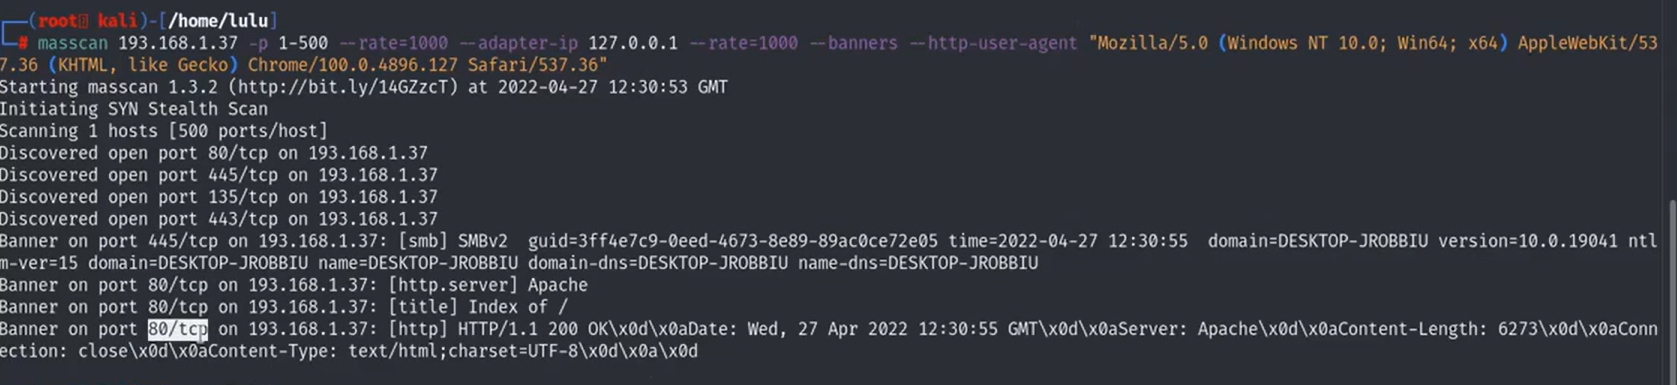 ┌──(root㉿ kali)-[/home/lulu]
└─# masscan 193.168.1.37 -p 1-500 --rate=1000 --adapter-ip 127.0.0.1 --rate=1000 --banners --http-user-agent "Mozilla/5.0 (Windows NT 10.0; Win64; x64) AppleWebKit/53
7.36 (KHTML, like Gecko) Chrome/100.0.4896.127 Safari/537.36"
Starting masscan 1.3.2 (http://bit.ly/14GZzcT) at 2022-04-27 12:30:53 GMT
Initiating SYN Stealth Scan
Scanning 1 hosts [500 ports/host]
Discovered open port 80/tcp on 193.168.1.37
Discovered open port 445/tcp on 193.168.1.37
Discovered open port 135/tcp on 193.168.1.37
Discovered open port 443/tcp on 193.168.1.37
Banner on port 445/tcp on 193.168.1.37: [smb] SMBv2  guid=3ff4e7c9-0eed-4673-8e89-89ac0ce72e05 time=2022-04-27 12:30:55  domain=DESKTOP-JROBBIU version=10.0.19041 ntl
m-ver=15 domain=DESKTOP-JROBBIU name=DESKTOP-JROBBIU domain-dns=DESKTOP-JROBBIU name-dns=DESKTOP-JROBBIU
Banner on port 80/tcp on 193.168.1.37: [http.server] Apache
Banner on port 80/tcp on 193.168.1.37: [title] Index of /
Banner on port 80/tcp on 193.168.1.37: [http] HTTP/1.1 200 OK\x0d\x0aDate: Wed, 27 Apr 2022 12:30:55 GMT\x0d\x0aServer: Apache\x0d\x0aContent-Length: 6273\x0d\x0aConn
ection: close\x0d\x0aContent-Type: text/html;charset=UTF-8\x0d\x0a\x0d